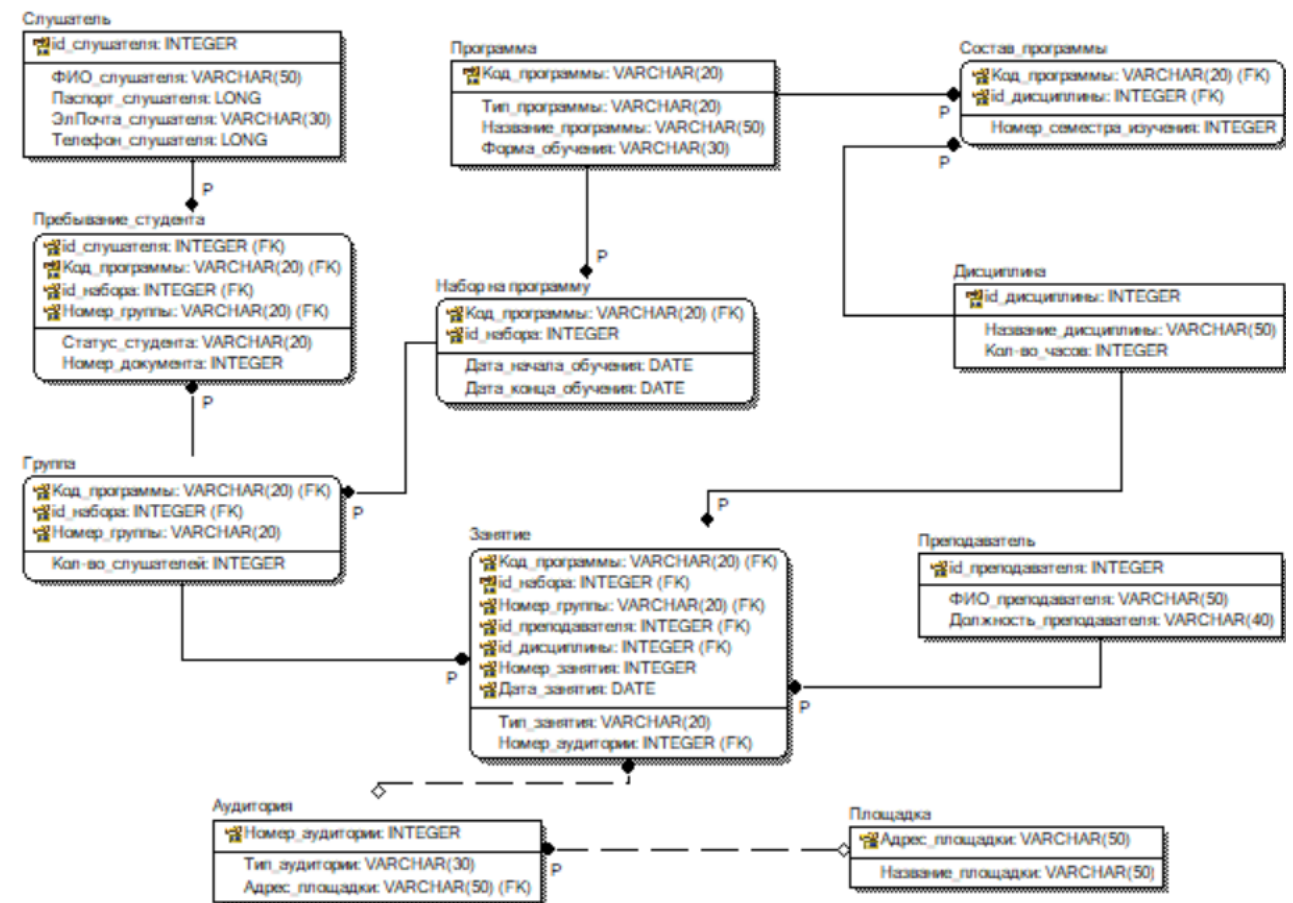 Слушатель
id_слушателя: INTEGER
ФИО_слушателя: VARCHAR(50)
Паспорт_слушателя: LONG
ЭлПочта_слушателя: VARCHAR(30)
Телефон_слушателя: LONG
P
Программа
Код_программы: VARCHAR(20)
Тип_программы: VARCHAR(20)
Название_программы: VARCHAR(50)
Форма_обучения: VARCHAR(30)
P
Состав_программы
Код_программы: VARCHAR(20) (FK)
id_дисциплины: INTEGER (FK)
Номер_семестра_изучения: INTEGER
P
P
Пребывание_студента
id_слушателя: INTEGER (FK)
Код_программы: VARCHAR(20) (FK)
id_набора: INTEGER (FK)
Номер_группы: VARCHAR(20) (FK)
Статус_студента: VARCHAR(20)
Номер_документа: INTEGER
P
Набор на программу
Код_программы: VARCHAR(20) (FK)
id_набора: INTEGER
Дата_начала_обучения: DATE
Дата_конца_обучения: DATE
Дисциплина
id_дисциплины: INTEGER
Название_дисциплины: VARCHAR(50)
Кол-во_часов: INTEGER
Группа
Код_программы: VARCHAR(20) (FK)
id_набора: INTEGER (FK)
Номер_группы: VARCHAR(20)
Кол-во_слушателей: INTEGER
P
P
Занятие
Код_программы: VARCHAR(20) (FK)
id_набора: INTEGER (FK)
Номер_группы: VARCHAR(20) (FK)
id_преподавателя: INTEGER (FK)
id_дисциплины: INTEGER (FK)
Номер_занятия: INTEGER
Дата_занятия: DATE
Тип_занятия: VARCHAR(20)
Номер_аудитории: INTEGER (FK)
P
P
Преподаватель
id_преподавателя: INTEGER
ФИО_преподавателя: VARCHAR(50)
Должность_преподавателя: VARCHAR(40)
Аудитория
Номер_аудитории: INTEGER
Тип_аудитории: VARCHAR(30)
Адрес_площадки: VARCHAR(50) (FK)
P
Площадка
Адрес_площадки: VARCHAR(50)
Название_площадки: VARCHAR(50)